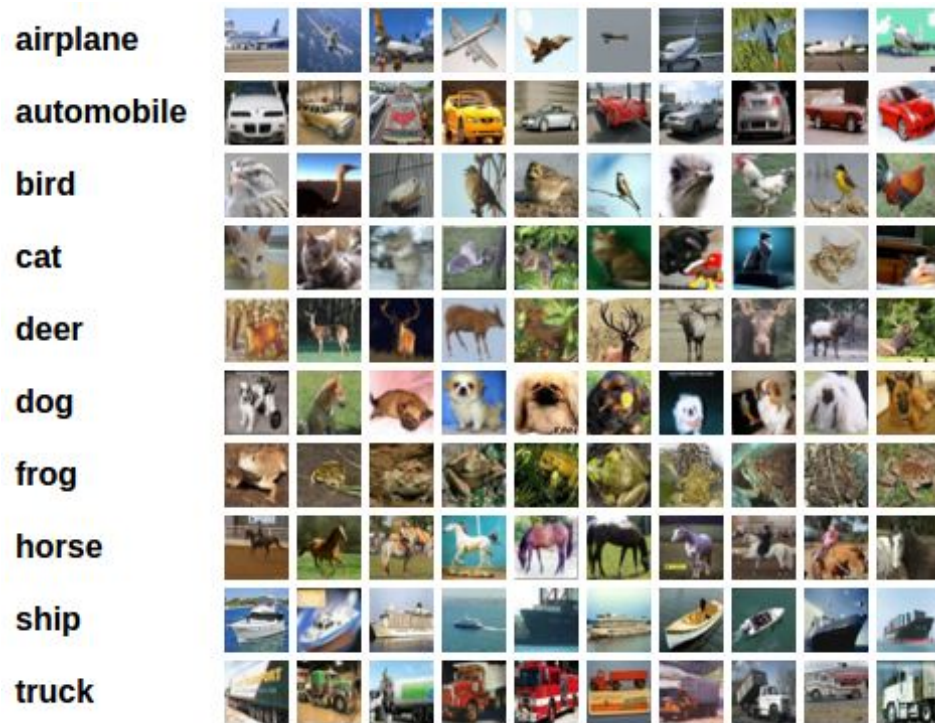 airplane
automobile
bird
cat
deer
dog
frog
horse
ship
truck